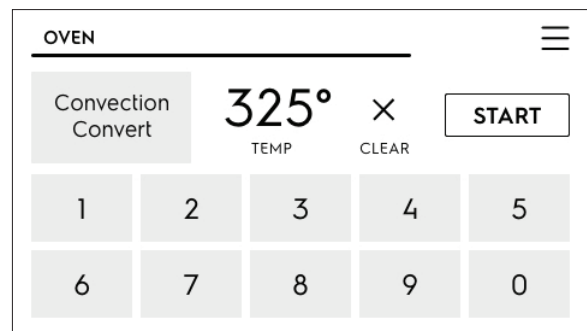 OVEN
Convection
Convert
325°
TEMP
×
CLEAR
START
1 2 3 4 5
6 7 8 9 0